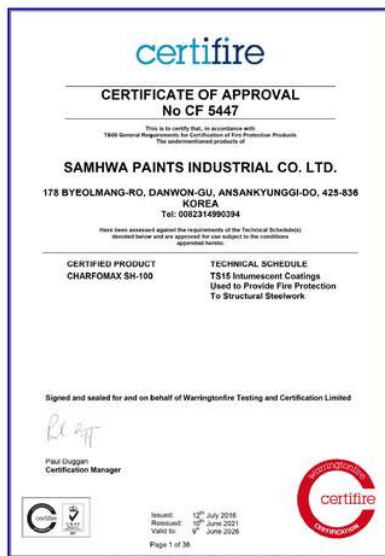 certifire
CERTIFICATE OF APPROVAL
No CF 5447
This is to certify that, in accordance with
TS00 General Requirements for Certification of Fire Protection Products
The undermentioned products of
SAMHWA PAINTS INDUSTRIAL CO. LTD.
178 BYEOLMANG-RO, DANWON-GU, ANSANKYUNGGI-DO, 425-836
KOREA
Tel: 0082314990394
Have been assessed against the requirements of the Technical Schedule(s)
denoted below and are approved for use subject to the conditions
appended hereto:
CERTIFIED PRODUCT
CHARFOMAX SH-100
TECHNICAL SCHEDULE
TS15 Intumescent Coatings
Used to Provide Fire Protection
To Structural Steelwork
Signed and sealed for and on behalf of Warringtonfire Testing and Certification Limited
Paul Duggan
Certification Manager
certifire
UKAS
Issued: 12th July 2016
Reissued: 10th June 2021
Valid to: 9th June 2026
Page 1 of 36
warringtonfire
certifire
CERTIFICATION